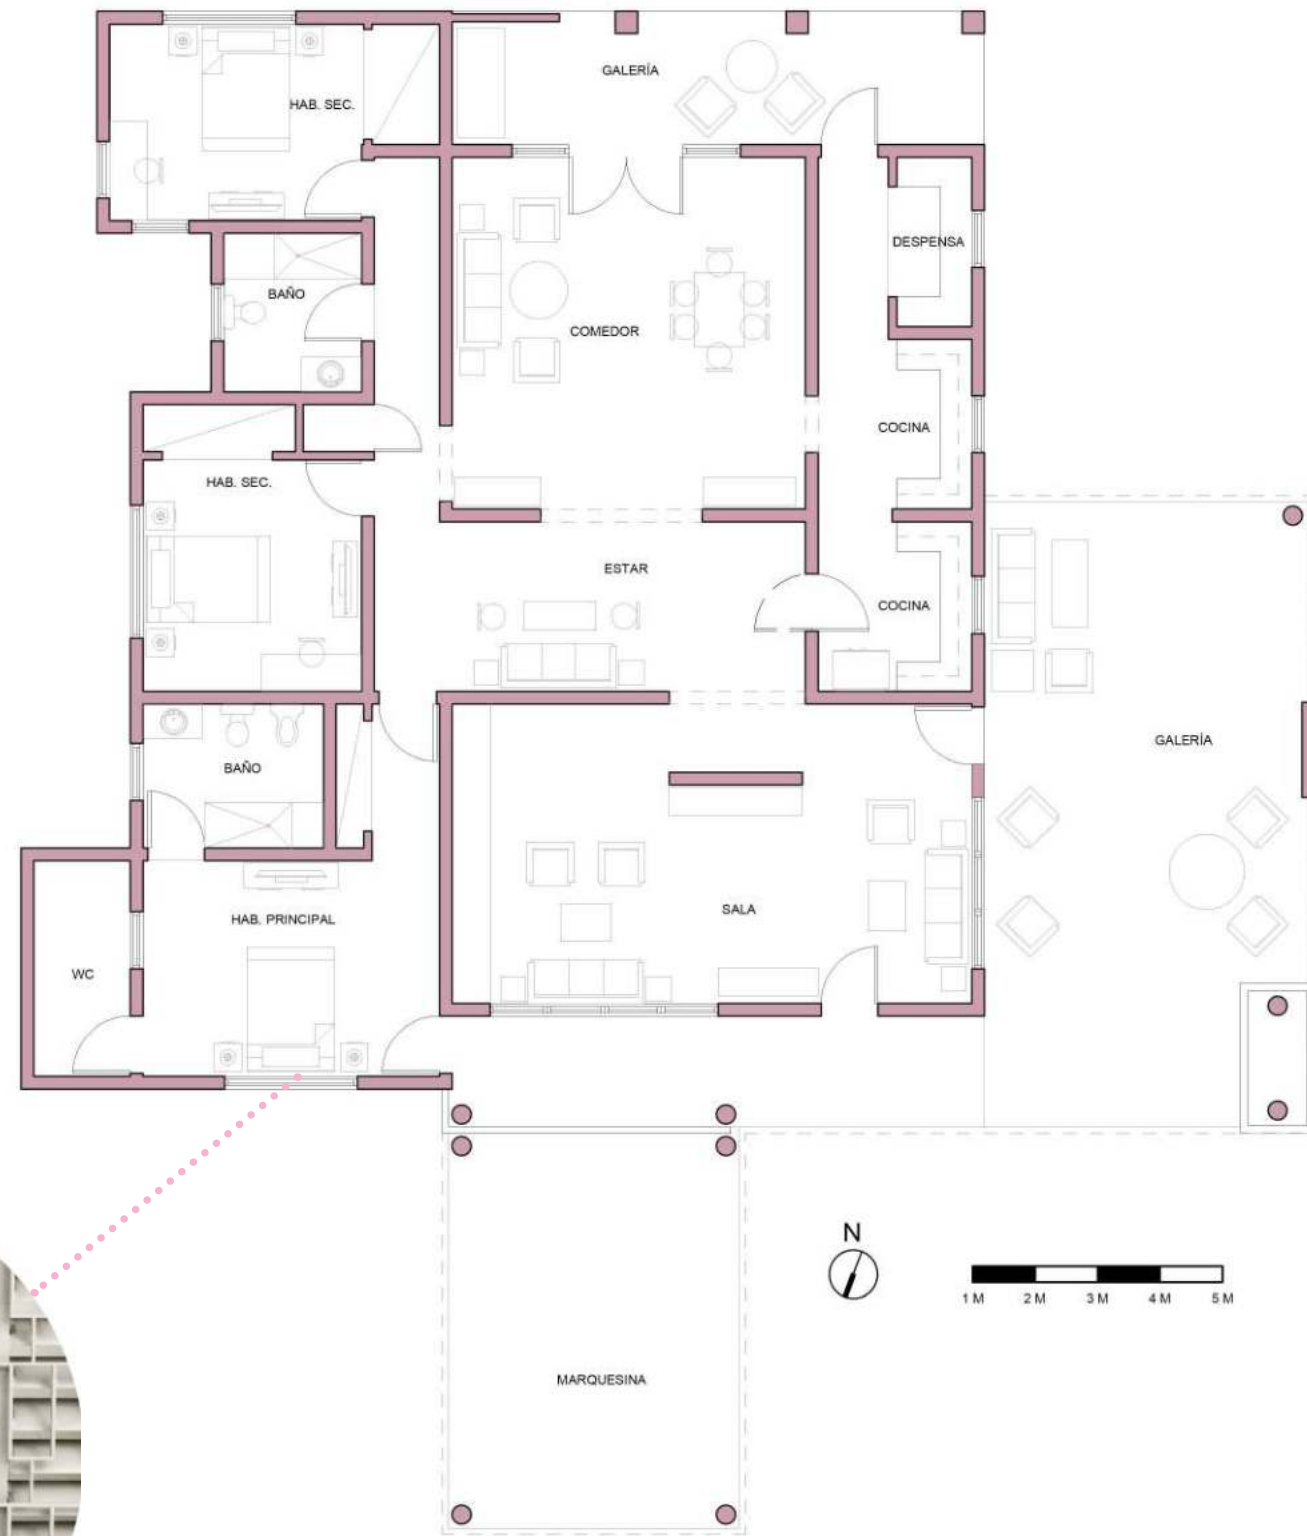 GALERÍA
HAB. SEC.
DESPENSA
BAÑO
COMEDOR
COCINA
HAB. SEC.
ESTAR
COCINA
GALERÍA
BAÑO
SALA
HAB. PRINCIPAL
WC
N
1 M 2 M 3 M 4 M 5 M
MARQUESINA